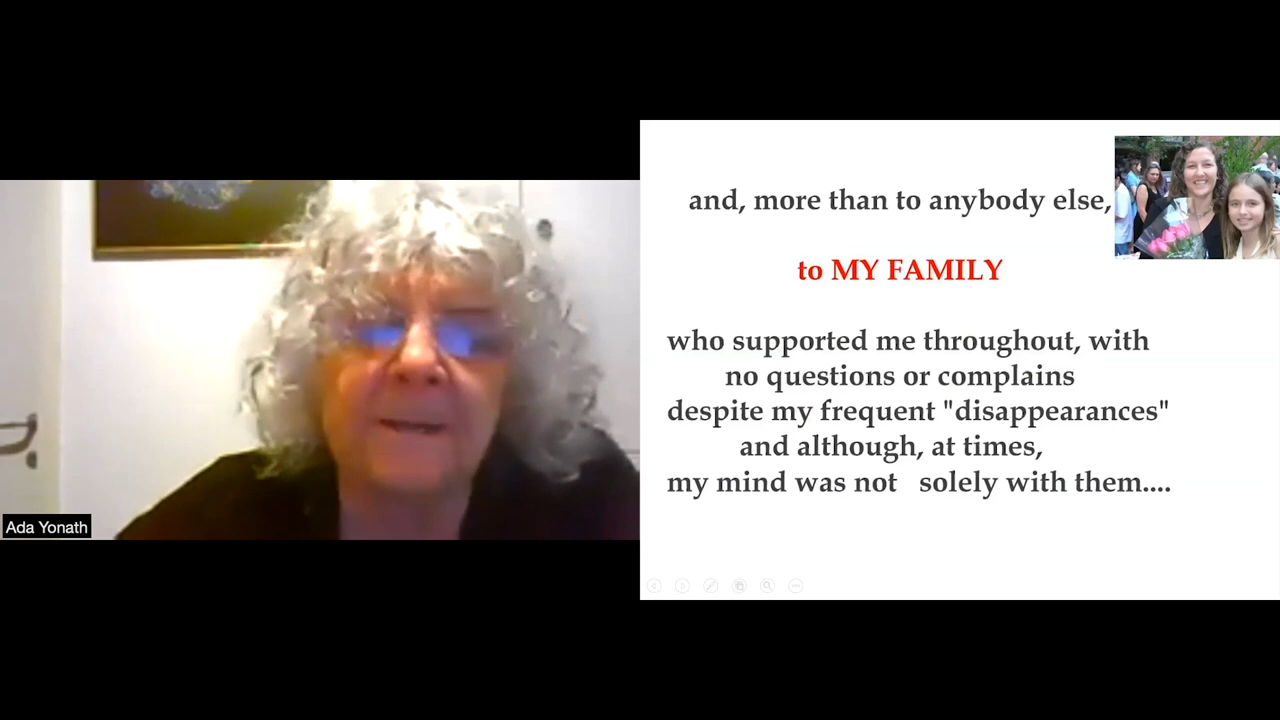 Ada Yonath
and, more than to anybody else,
to MY FAMILY
who supported me throughout, with
no questions or complains
despite my frequent "disappearances"
and although, at times,
my mind was not solely with them....